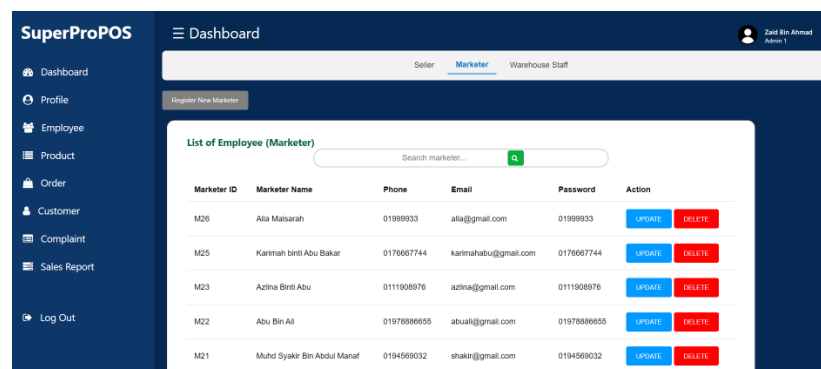 SuperProPOS
☰ Dashboard
Zaid Bin Ahmad
Admin 1
Dashboard
Profile
Employee
Product
Order
Customer
Complaint
Sales Report
Log Out
Seller Marketer Warehouse Staff
Register New Marketer
List of Employee (Marketer)
Search marketer...
Marketer ID Marketer Name Phone Email Password Action
M26 Alia Maisarah 01999933 alia@gmail.com 01999933 UPDATE DELETE
M25 Karimah binti Abu Bakar 0176667744 karimahabu@gmail.com 0176667744 UPDATE DELETE
M23 Azlina Binti Abu 0111908976 azlina@gmail.com 0111908976 UPDATE DELETE
M22 Abu Bin Ali 01978886655 abuali@gmail.com 01978886655 UPDATE DELETE
M21 Muhd Syakir Bin Abdul Manaf 0194569032 shakir@gmail.com 0194569032 UPDATE DELETE